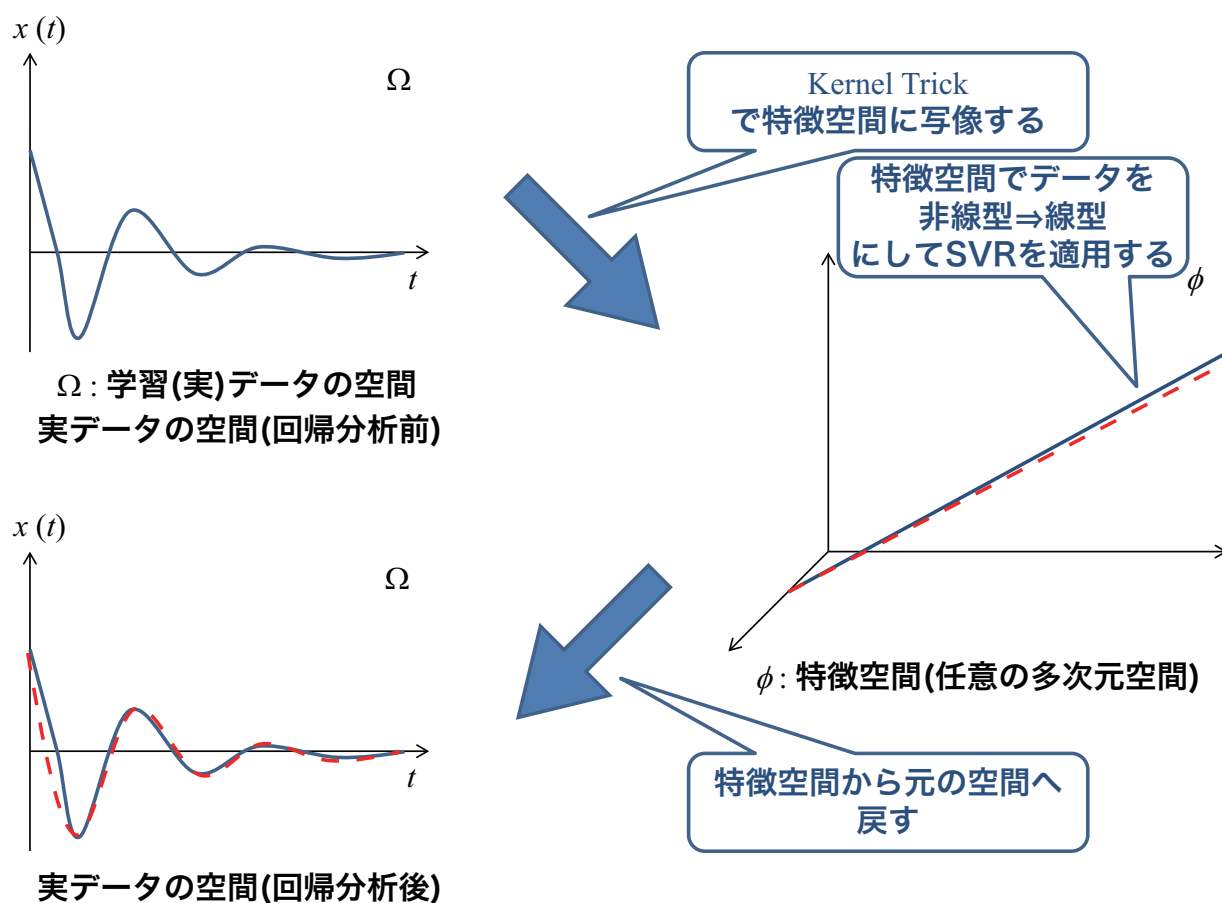 x (t)
Ω
t
Ω : 学習(実)データの空間
実データの空間(回帰分析前)
Kernel Trick
で特徴空間に写像する
特徴空間でデータを
非線型⇒線型
にしてSVRを適用する
ϕ
ϕ : 特徴空間(任意の多次元空間)
特徴空間から元の空間へ
戻す
x (t)
Ω
t
実データの空間(回帰分析後)